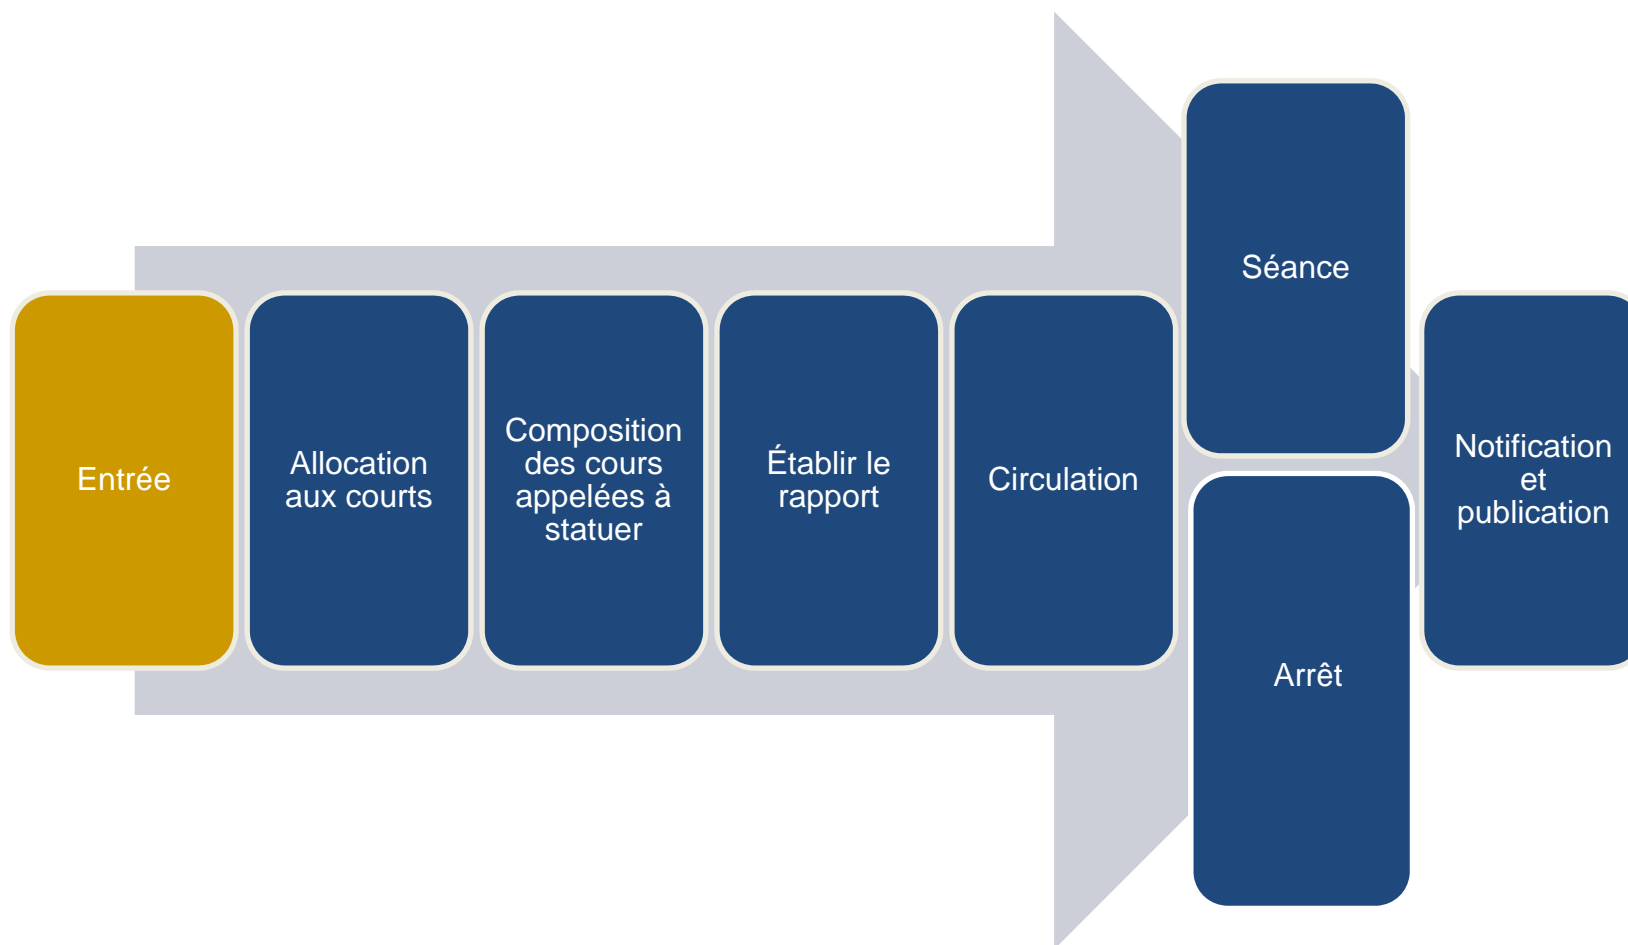 Entrée
Allocation
aux courts
Composition
des cours
appelées à
statuer
Établir le
rapport
Circulation
Séance
Arrêt
Notification
et
publication